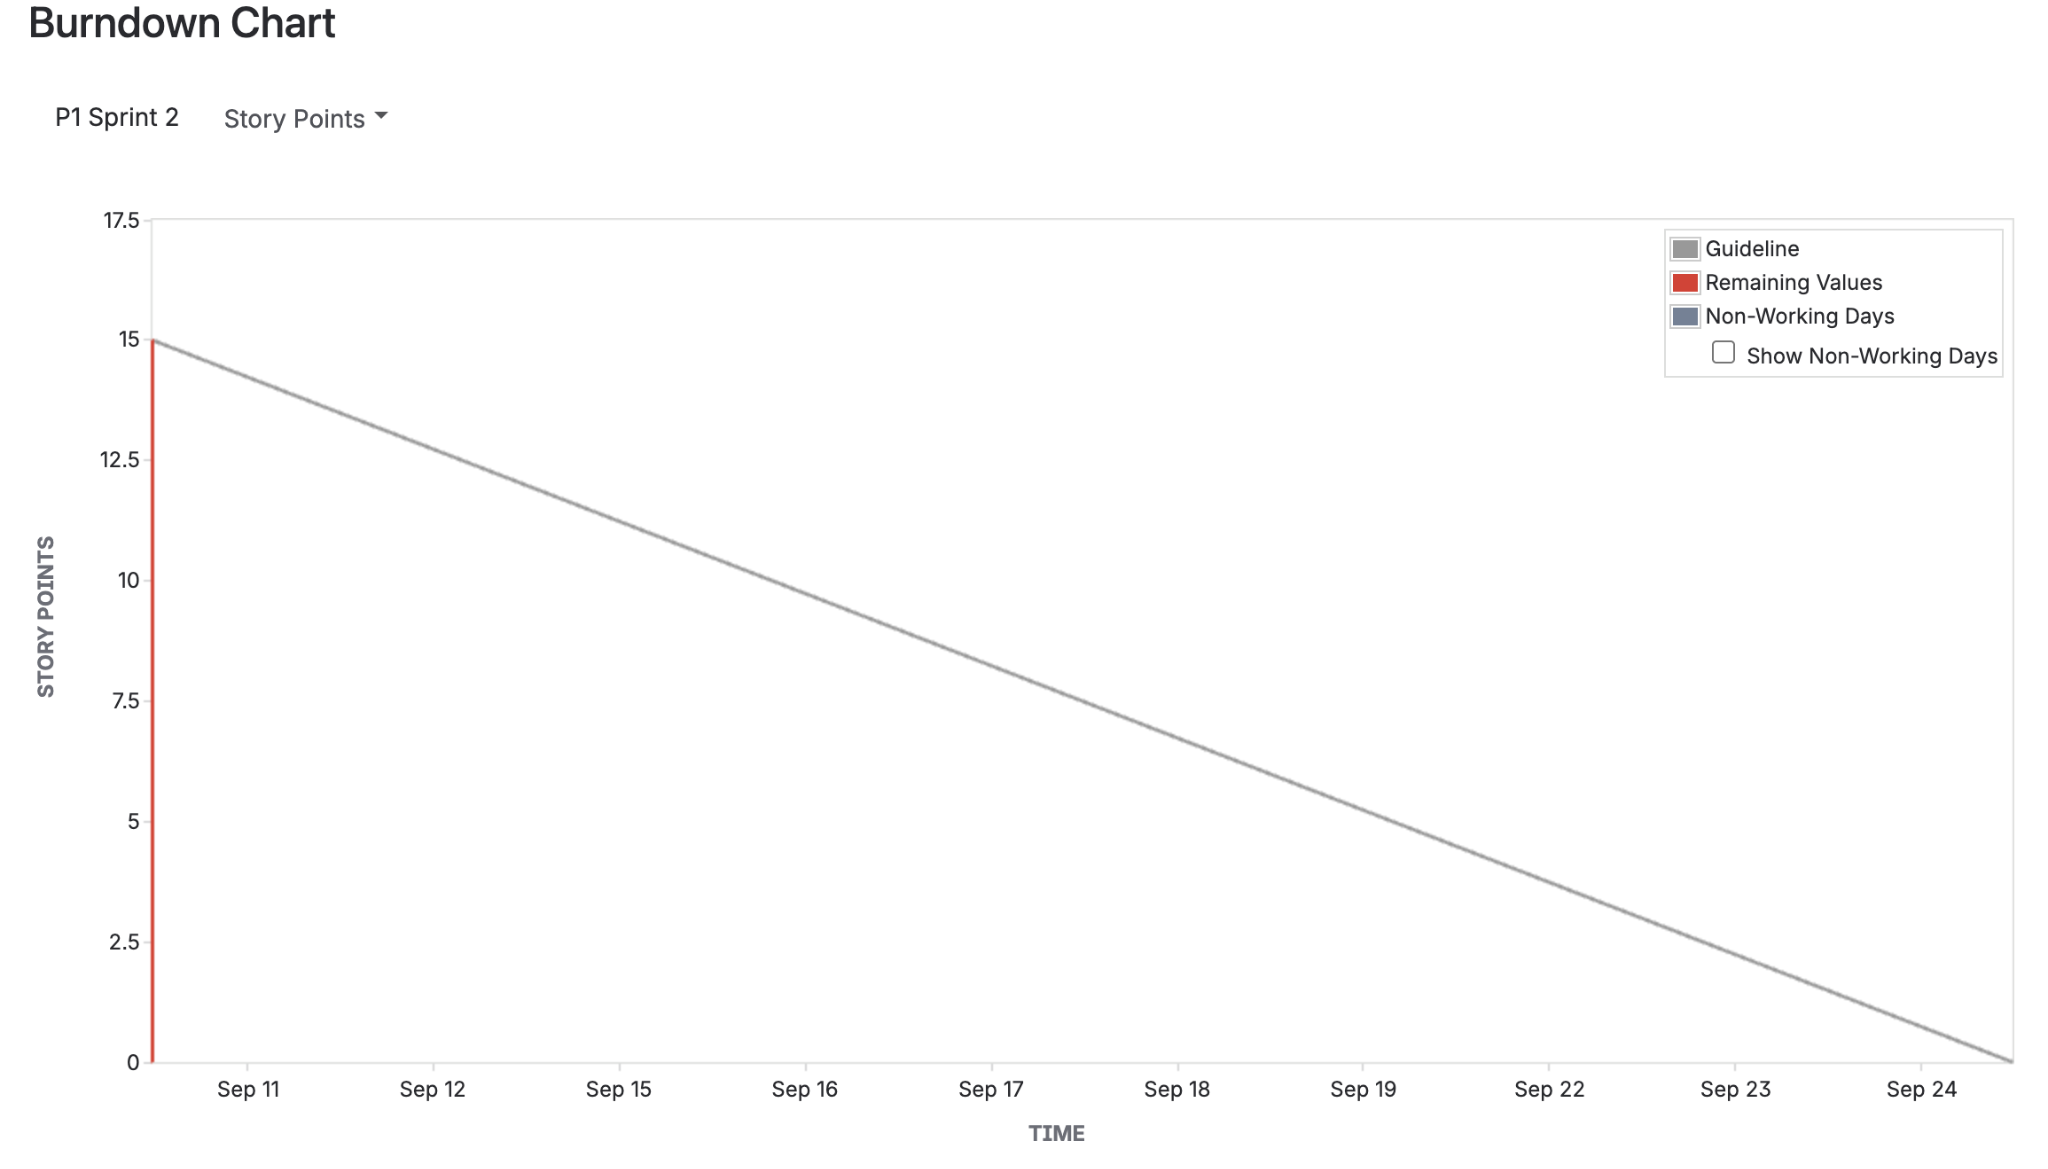 Burndown Chart
P1 Sprint 2 Story Points
17.5
15
12.5
10
7.5
5
2.5
0
STORY POINTS
Guideline
Remaining Values
Non-Working Days
Show Non-Working Days
Sep 11 Sep 12 Sep 15 Sep 16 Sep 17 Sep 18 Sep 19 Sep 22 Sep 23 Sep 24
TIME